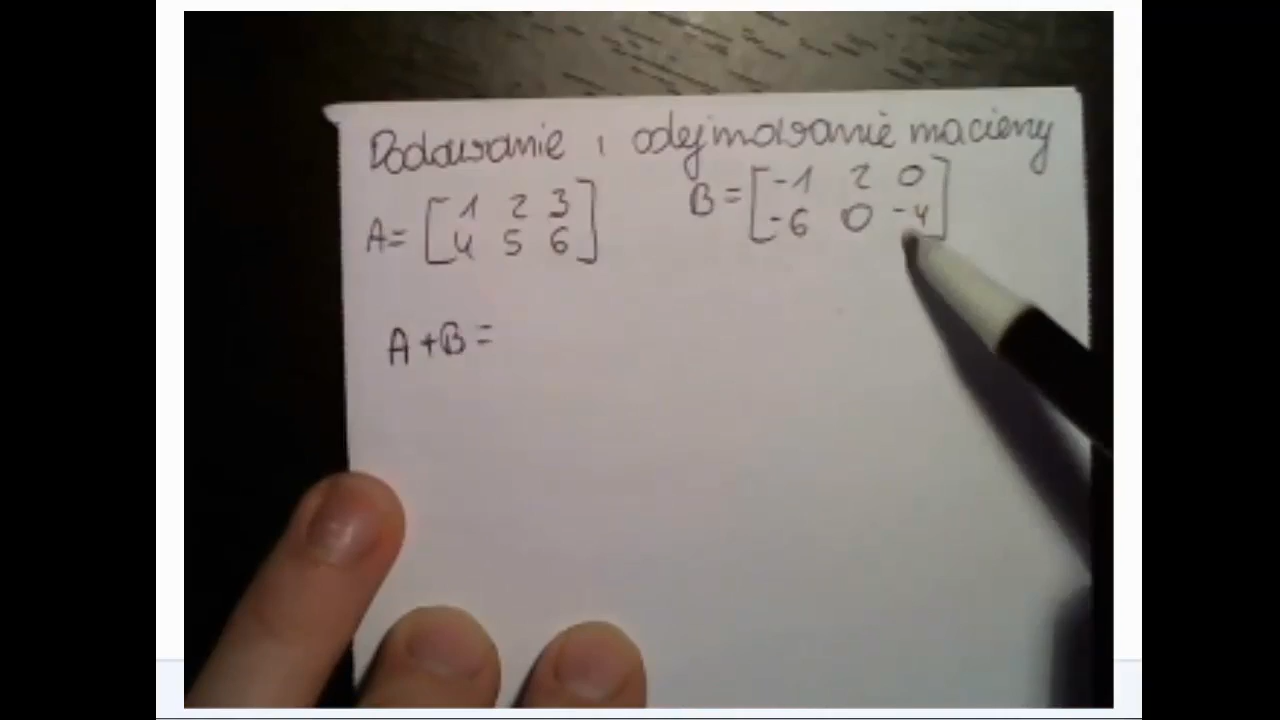 Dodawanie i odejmowanie macierzy
A = [ 1 2 3
4 5 6 ]
B = [ -1 2 0
-6 0 -4 ]
A + B =